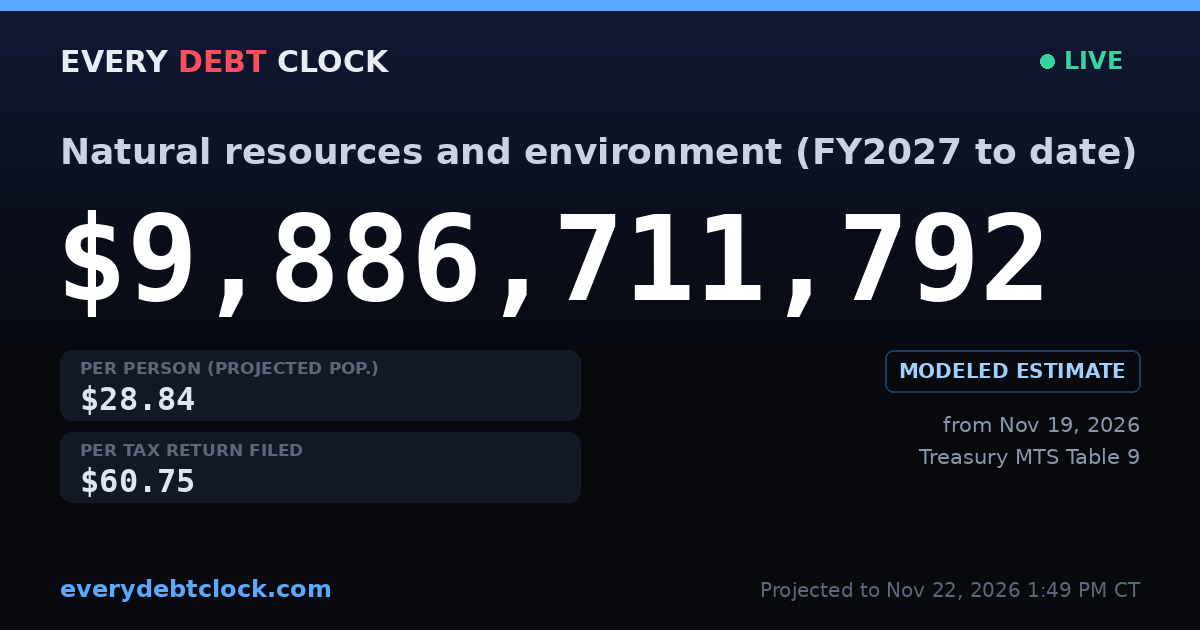 EVERY DEBT CLOCK
LIVE
Natural resources and environment (FY2027 to date)
$9,886,711,792
PER PERSON (PROJECTED POP.)
$28.84
PER TAX RETURN FILED
$60.75
MODELED ESTIMATE
from Nov 19, 2026
Treasury MTS Table 9
everydebtclock.com
Projected to Nov 22, 2026 1:49 PM CT